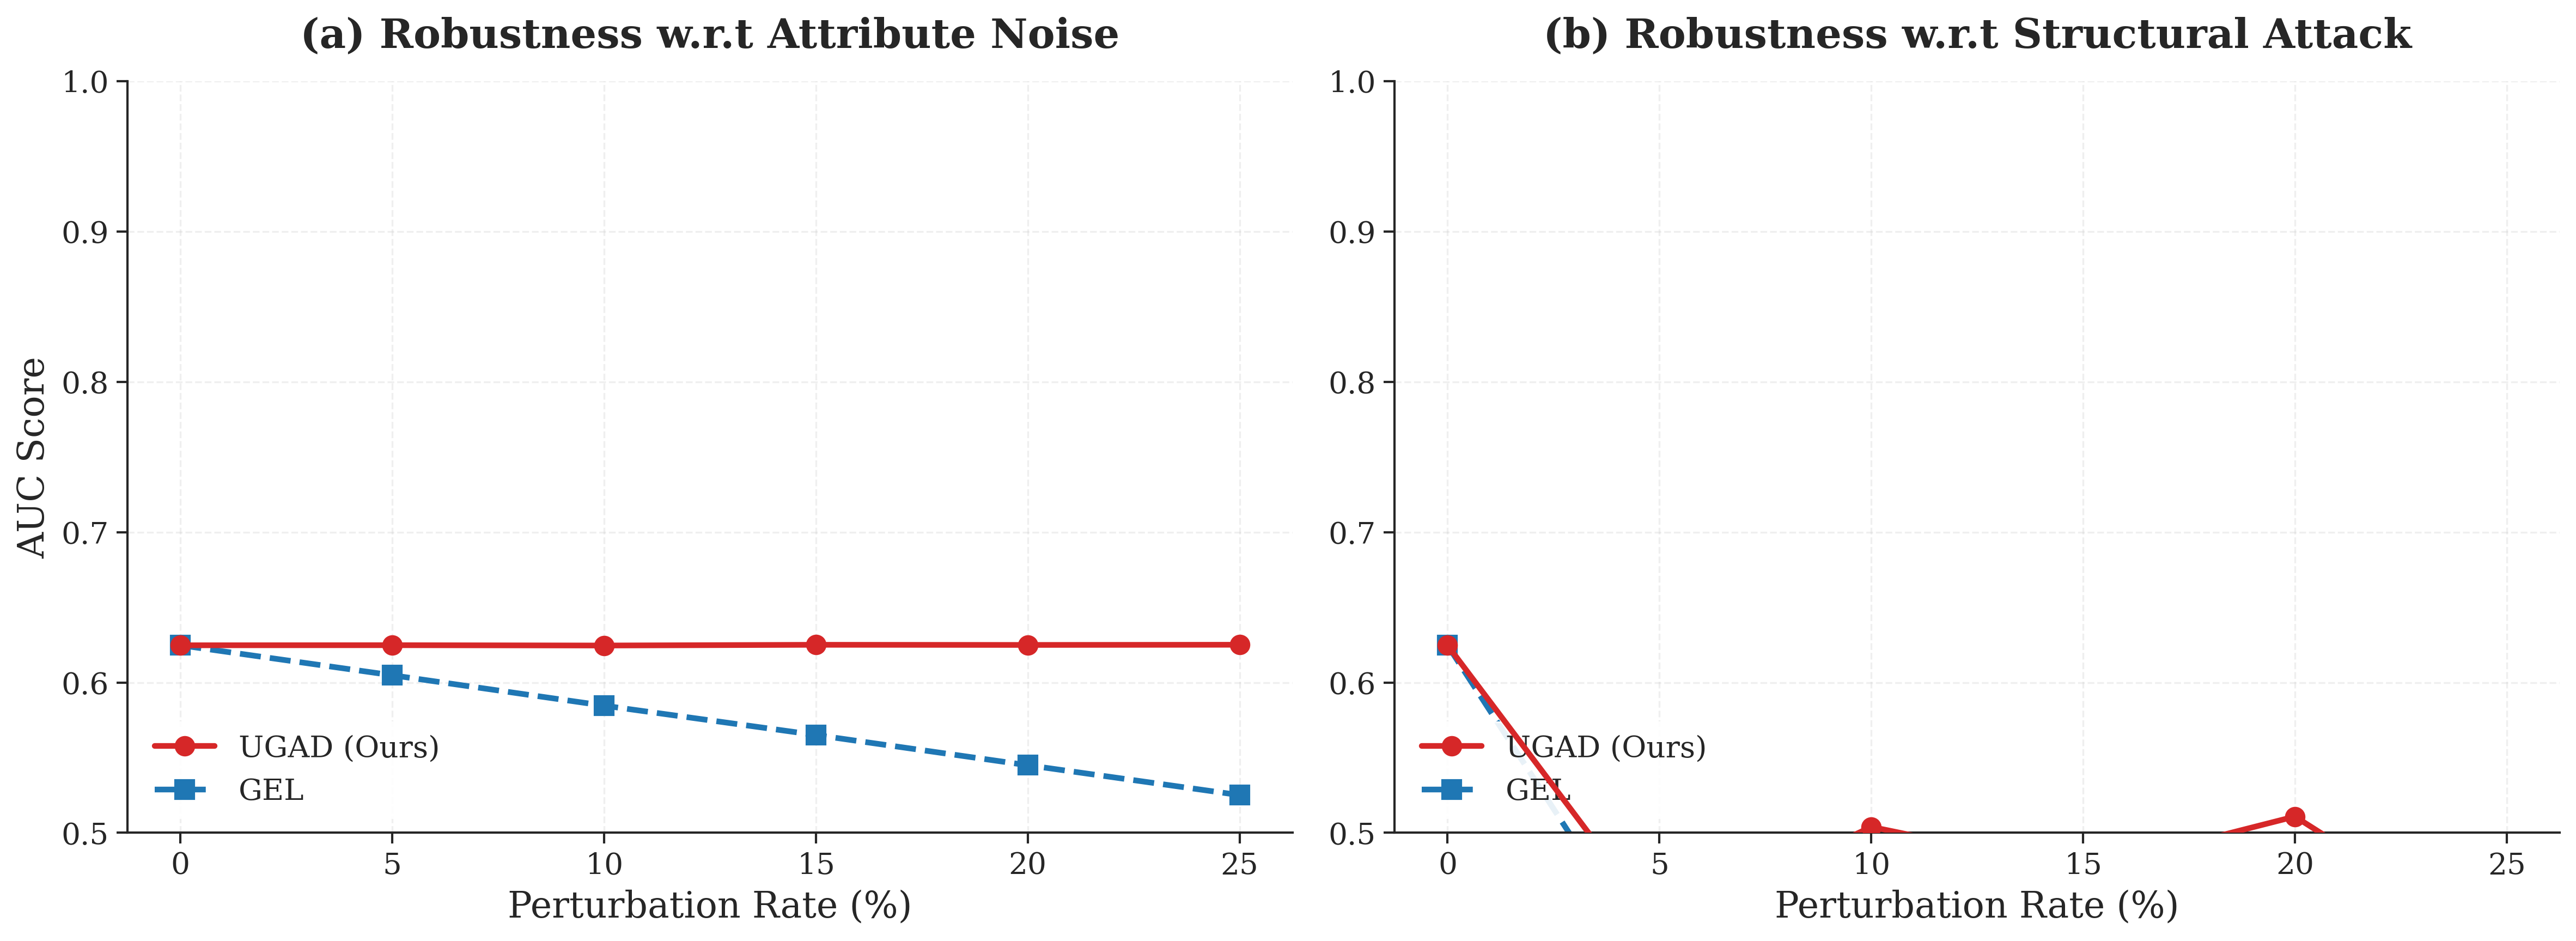 (a) Robustness w.r.t Attribute Noise
AUC Score
1.0
0.9
0.8
0.7
0.6
0.5
UGAD (Ours)
GEL
0 5 10 15 20 25
Perturbation Rate (%)
(b) Robustness w.r.t Structural Attack
1.0
0.9
0.8
0.7
0.6
0.5
UGAD (Ours)
GEL
0 5 10 15 20 25
Perturbation Rate (%)